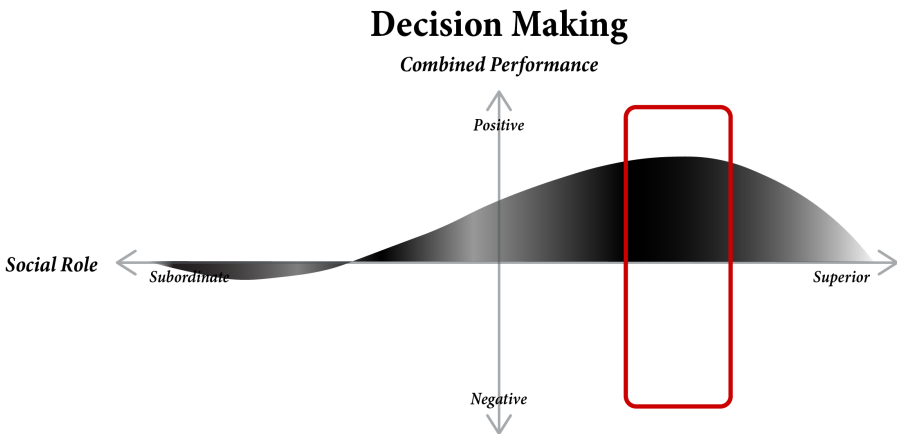 Decision Making
Combined Performance
Positive
Social Role
Subordinate
Superior
Negative